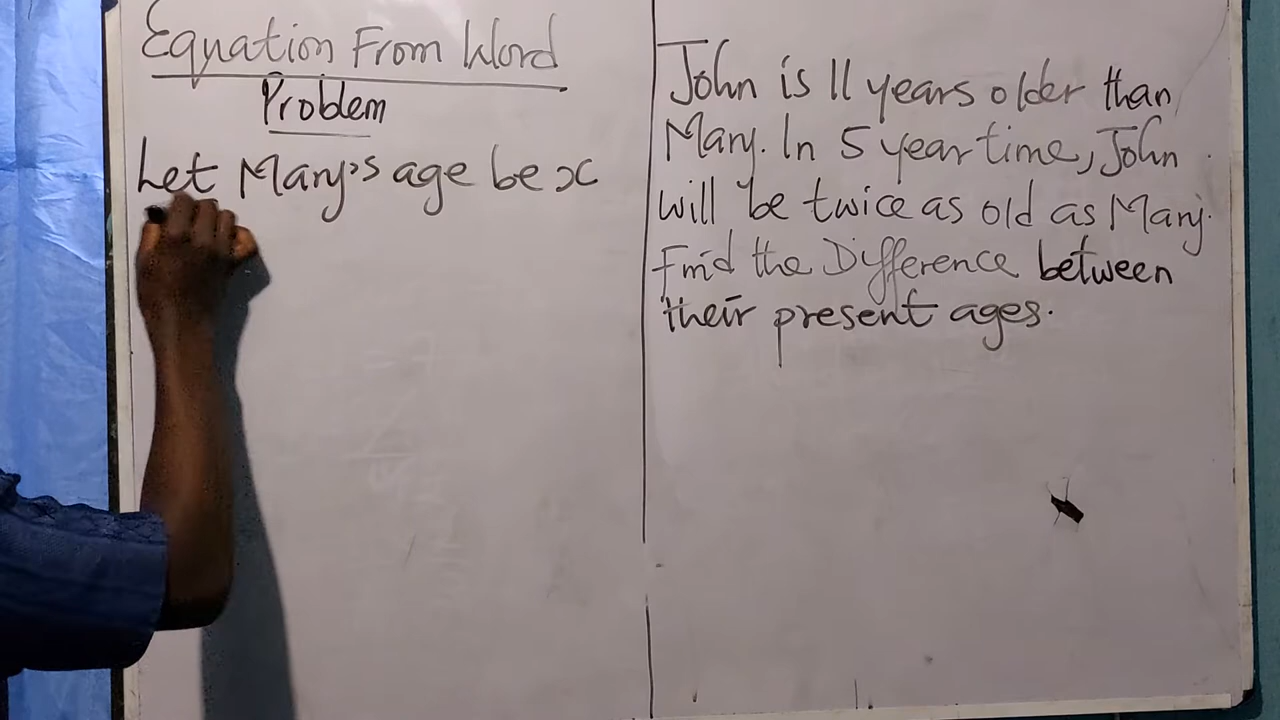 Equation From Word
Problem
Let Mary's age be x
John is 11 years older than
Mary. In 5 year time, John
will be twice as old as Mary.
Find the Difference between
their present ages.